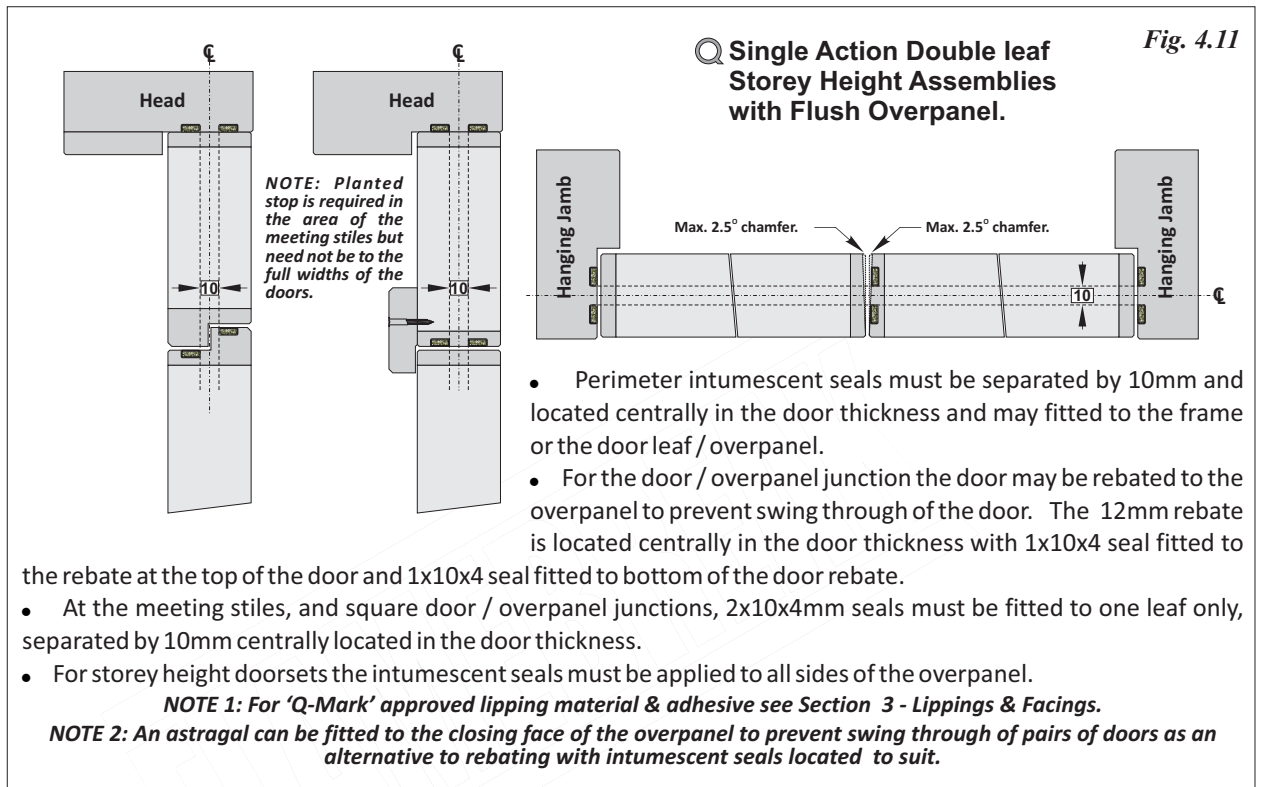 Fig. 4.11
Single Action Double leaf
Storey Height Assemblies
with Flush Overpanel.
℄
Head
℄
Head
NOTE: Planted
stop is required in
the area of the
meeting stiles but
need not be to the
full widths of the
doors.
10
10
Hanging Jamb
Max. 2.5° chamfer.
Max. 2.5° chamfer.
Hanging Jamb
10
℄
• Perimeter intumescent seals must be separated by 10mm and
located centrally in the door thickness and may fitted to the frame
or the door leaf / overpanel.
• For the door / overpanel junction the door may be rebated to the
overpanel to prevent swing through of the door. The 12mm rebate
is located centrally in the door thickness with 1x10x4 seal fitted to
the rebate at the top of the door and 1x10x4 seal fitted to bottom of the door rebate.
• At the meeting stiles, and square door / overpanel junctions, 2x10x4mm seals must be fitted to one leaf only,
separated by 10mm centrally located in the door thickness.
• For storey height doorsets the intumescent seals must be applied to all sides of the overpanel.
NOTE 1: For ‘Q-Mark’ approved lipping material & adhesive see Section 3 - Lippings & Facings.
NOTE 2: An astragal can be fitted to the closing face of the overpanel to prevent swing through of pairs of doors as an
alternative to rebating with intumescent seals located to suit.